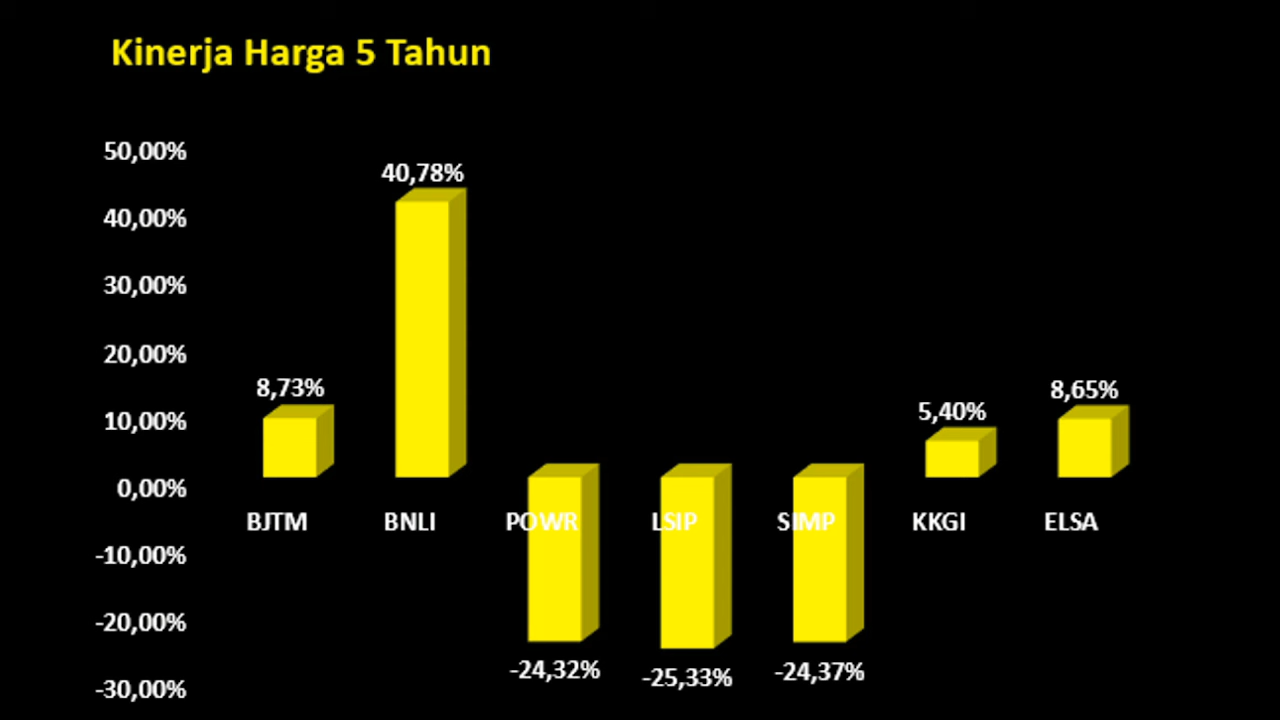 Kinerja Harga 5 Tahun
50,00%
40,00%
30,00%
20,00%
10,00%
0,00%
-10,00%
-20,00%
-30,00%
8,73%
40,78%
-24,32%
-25,33%
-24,37%
5,40%
8,65%
BJTM
BNLI
POWR
LSIP
SIMP
KKGI
ELSA